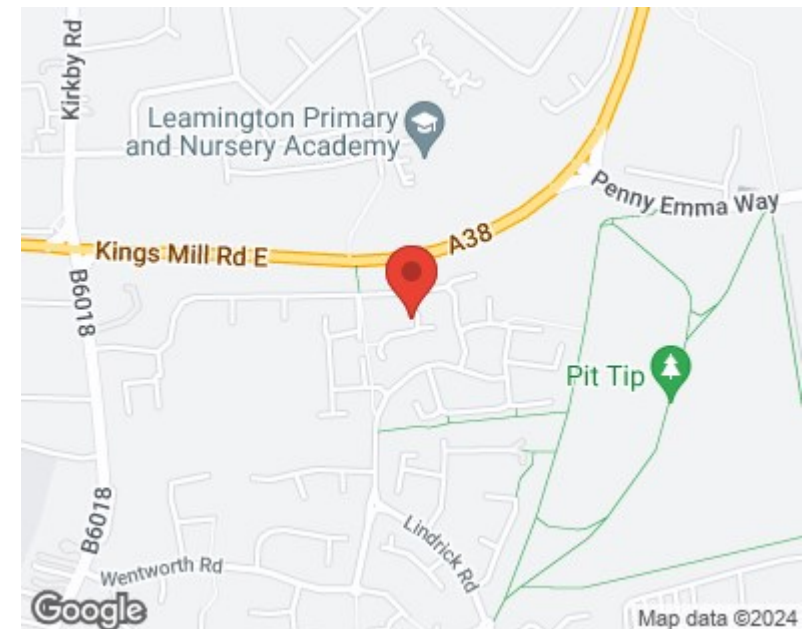 Kirkby Rd
Leamington Primary
and Nursery Academy
Penny Emma Way
A38
Kings Mill Rd E
B6018
Pit Tip
B6018
Lindrick Rd
Wentworth Rd
Google
Map data ©2024